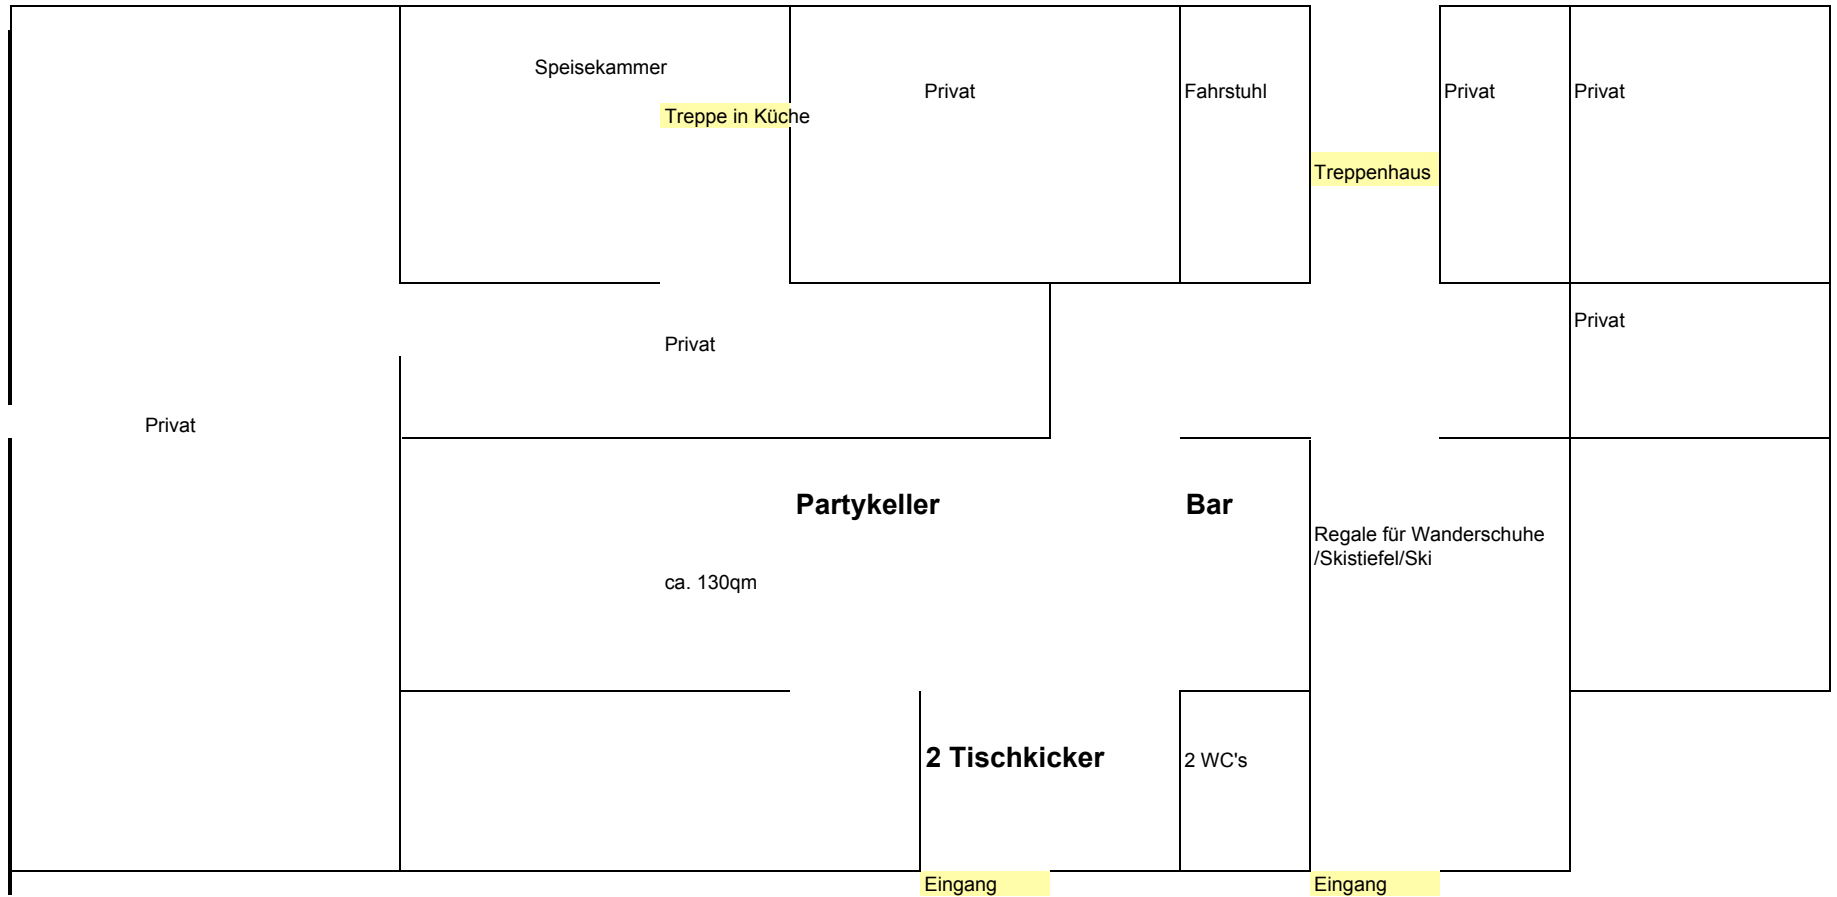 Speisekammer
Privat
Fahrstuhl
Privat
Privat
Treppe in Küche
Treppenhaus
Privat
Privat
Privat
Partykeller
Bar
Regale für Wanderschuhe
/Skistiefel/Ski
ca. 130qm
2 Tischkicker
2 WC's
Eingang
Eingang